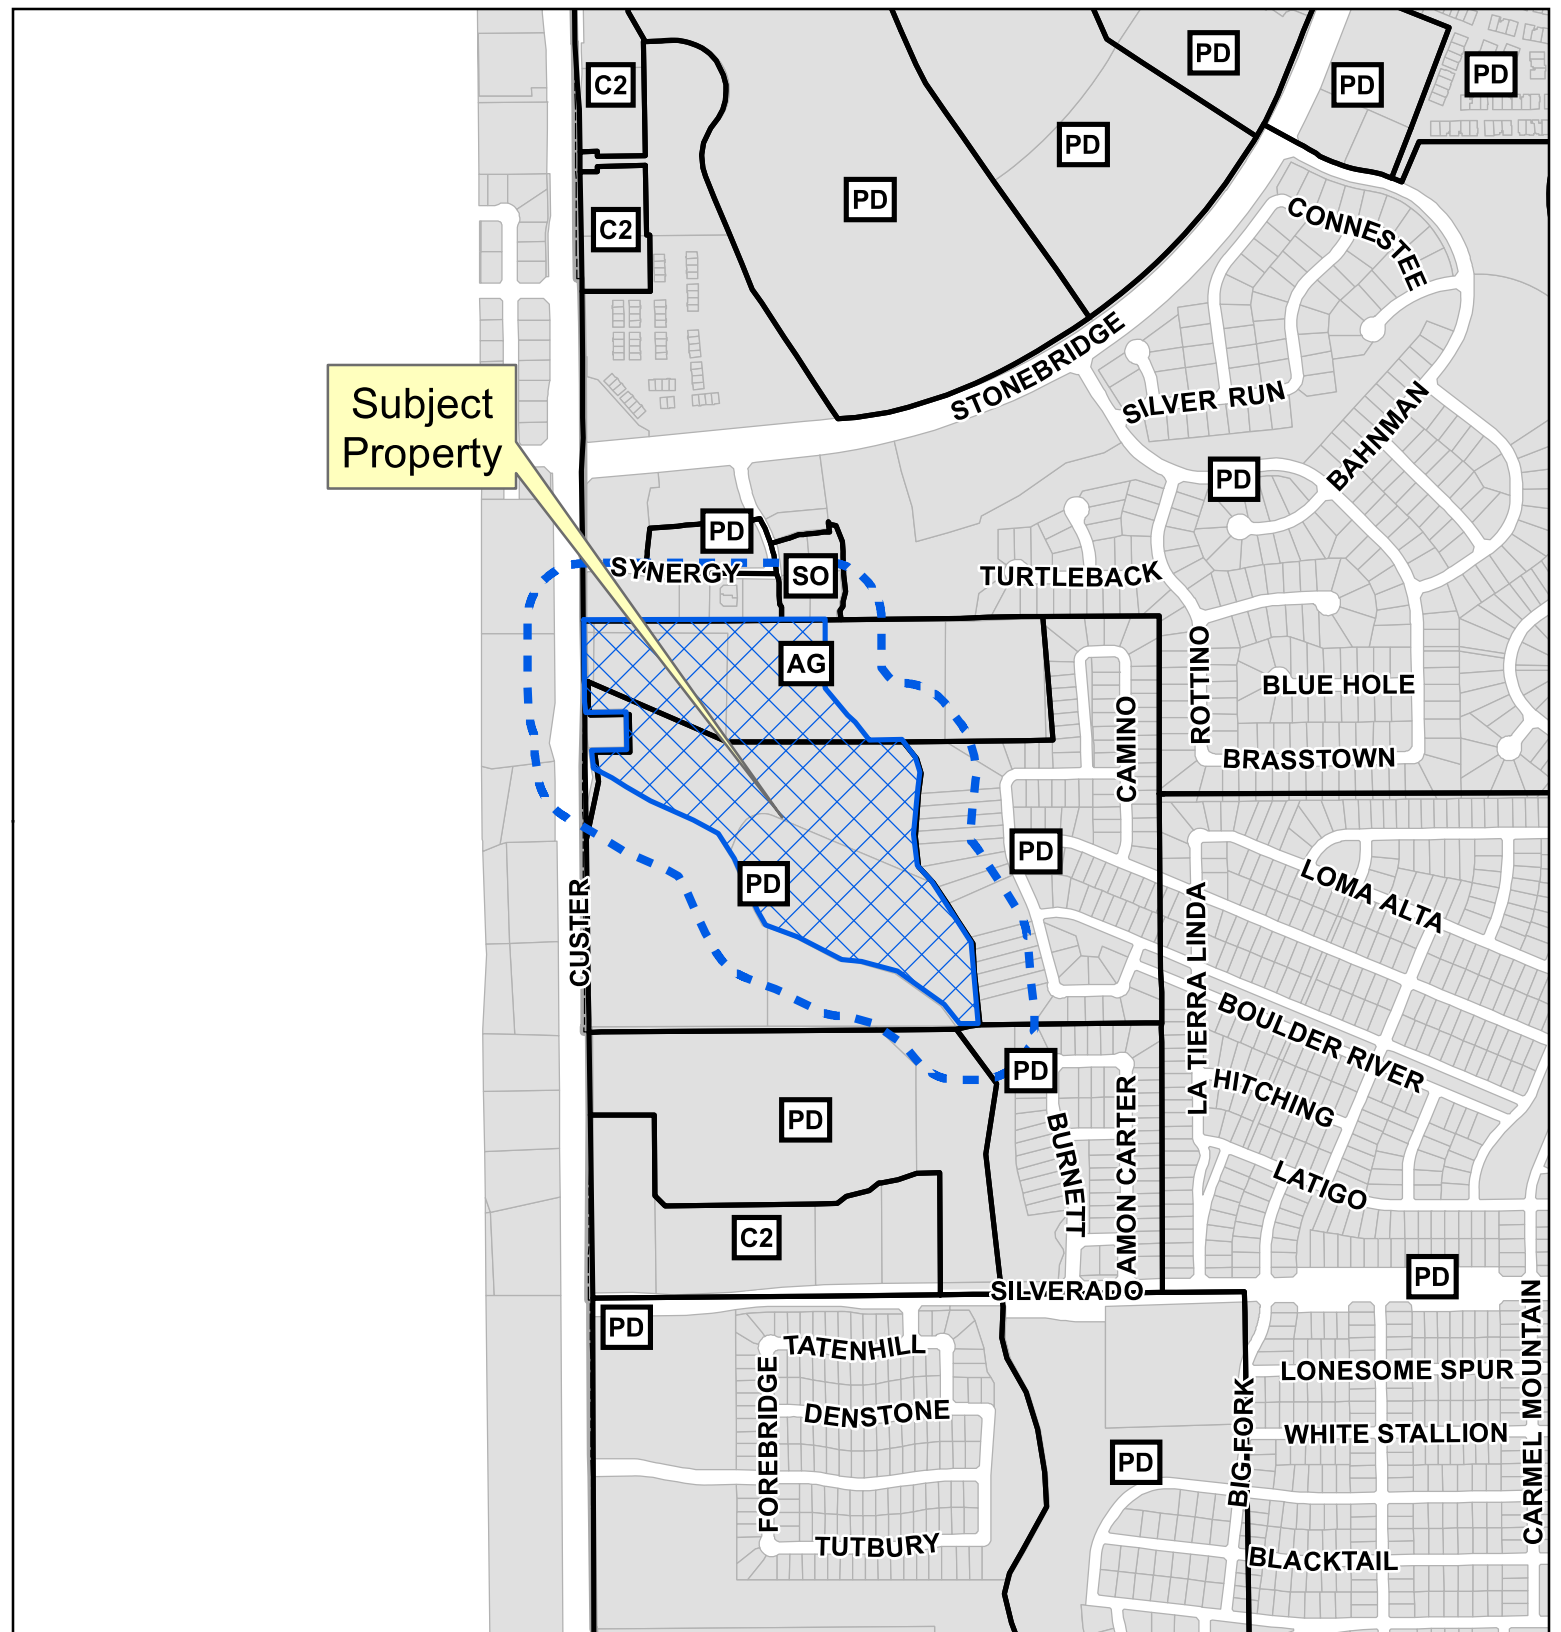 PD
PD
PD
C2
PD
PD
C2
CONNESTEE
STONEBRIDGE
Subject
Property
SILVER RUN
BAHNMAN
PD
PD
SYNERGY
SO
TURTLEBACK
AG
ROTTINO
BLUE HOLE
CAMINO
BRASSTOWN
PD
PD
LOMA ALTA
CUSTER
LA TIERRA LINDA
BOULDER RIVER
PD
HITCHING
PD
BURNETT
AMON CARTER
LATIGO
C2
PD
SILVERADO
PD
TATENHILL
LONESOME SPUR
CARMEL MOUNTAIN
FOREBRIDGE
DENSTONE
BIG FORK
WHITE STALLION
PD
TUTBURY
BLACKTAIL